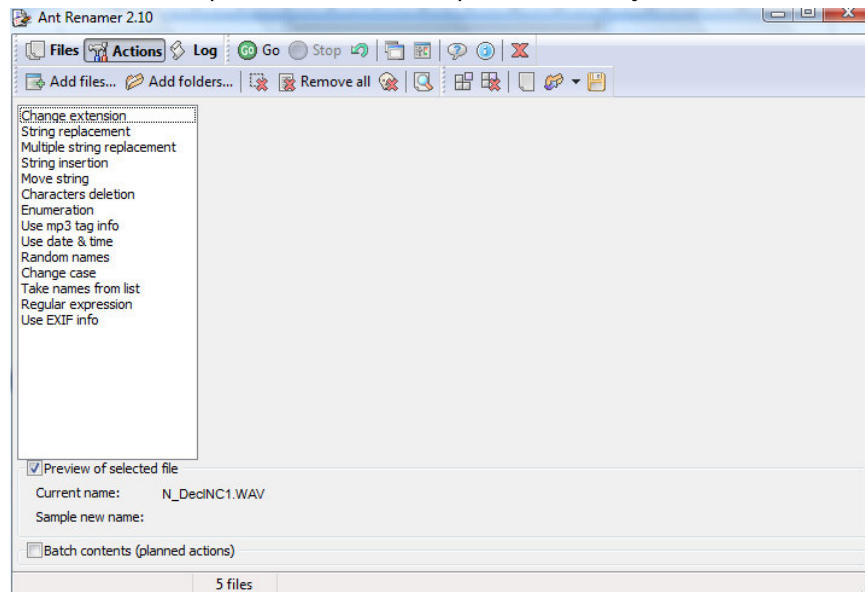 Ant Renamer 2.10
Files Actions Log Go Stop
Add files... Add folders... Remove all
Change extension
String replacement
Multiple string replacement
String insertion
Move string
Characters deletion
Enumeration
Use mp3 tag info
Use date & time
Random names
Change case
Take names from list
Regular expression
Use EXIF info
Preview of selected file
Current name: N_DeclNC1.WAV
Sample new name:
Batch contents (planned actions)
5 files